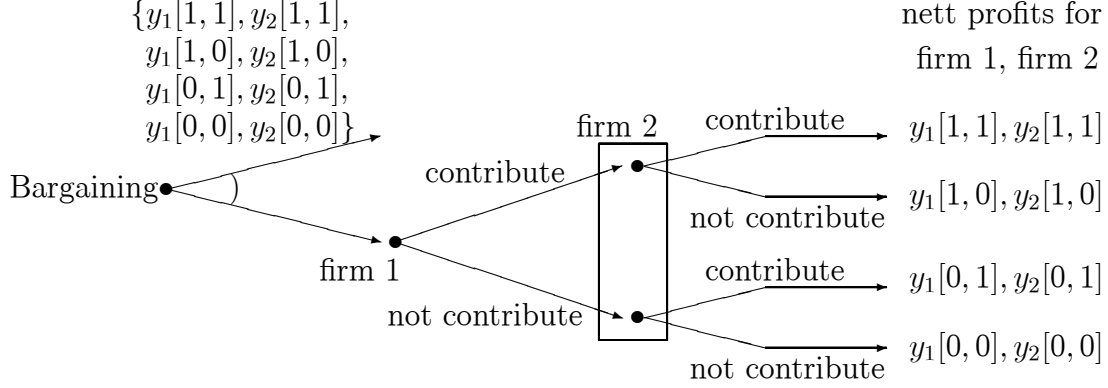 {y₁[1, 1], y₂[1, 1],
y₁[1, 0], y₂[1, 0],
y₁[0, 1], y₂[0, 1],
y₁[0, 0], y₂[0, 0]}
nett profits for
firm 1, firm 2
Bargaining
firm 1
contribute
not contribute
firm 2
contribute
y₁[1, 1], y₂[1, 1]
not contribute
y₁[1, 0], y₂[1, 0]
contribute
y₁[0, 1], y₂[0, 1]
not contribute
y₁[0, 0], y₂[0, 0]